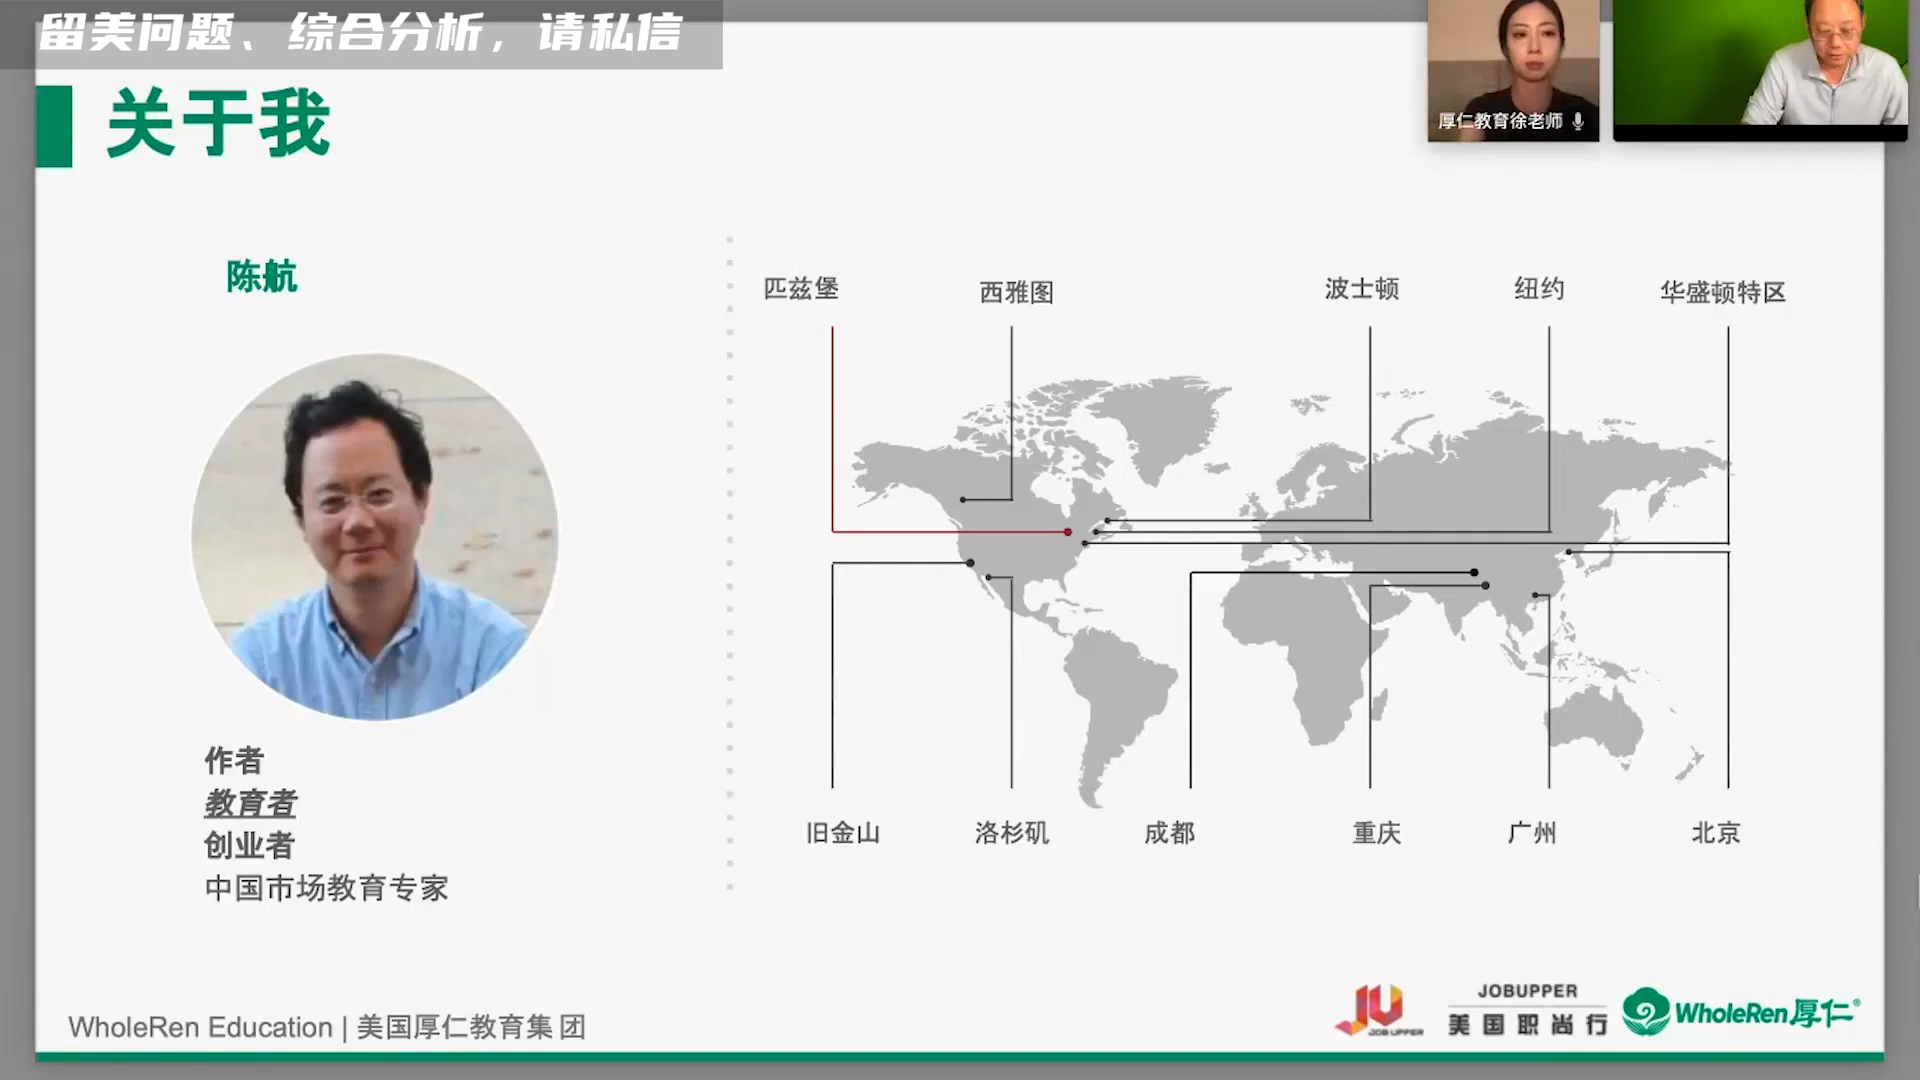 留美问题、综合分析，请私信
厚仁教育徐老师
关于我
陈航
作者
教育者
创业者
中国市场教育专家
匹兹堡
西雅图
波士顿
纽约
华盛顿特区
旧金山
洛杉矶
成都
重庆
广州
北京
WholeRen Education | 美国厚仁教育集团
JU
JOB UPPER
JOBUPPER
美国职尚行
WholeRen厚仁®